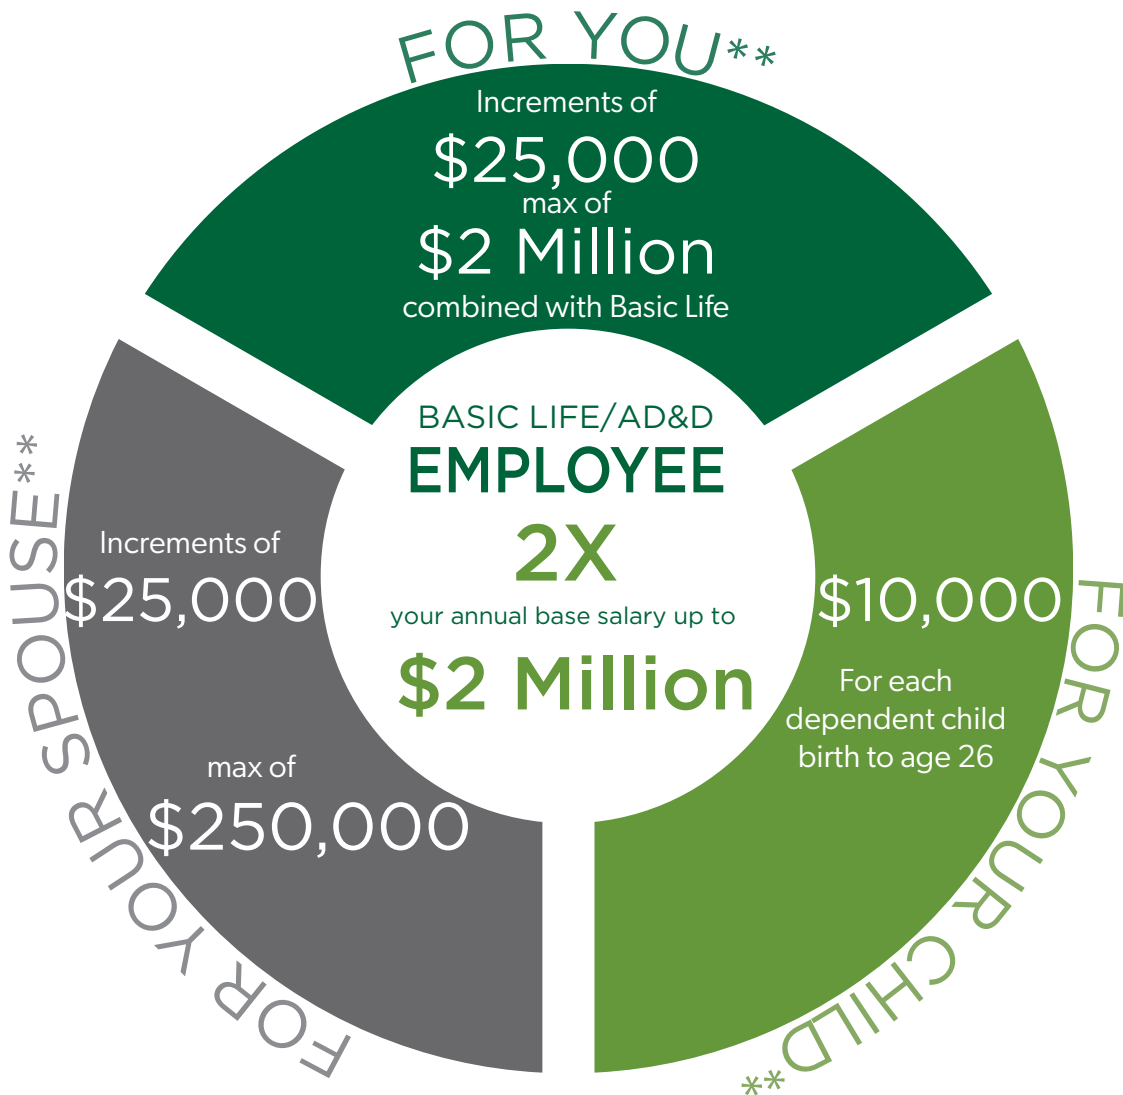 FOR YOU**
Increments of
$25,000
max of
$2 Million
combined with Basic Life
BASIC LIFE/AD&D
EMPLOYEE
2X
your annual base salary up to
$2 Million
FOR YOUR SPOUSE**
Increments of
$25,000
max of
$250,000
FOR YOUR CHILD**
$10,000
For each
dependent child
birth to age 26